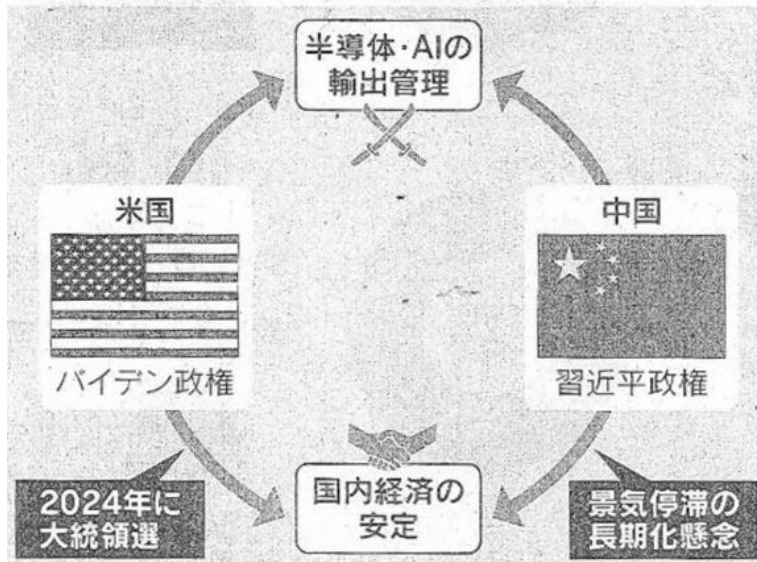 半導体・AIの
輸出管理
米国
バイデン政権
中国
習近平政権
国内経済の
安定
2024年に
大統領選
景気停滞の
長期化懸念